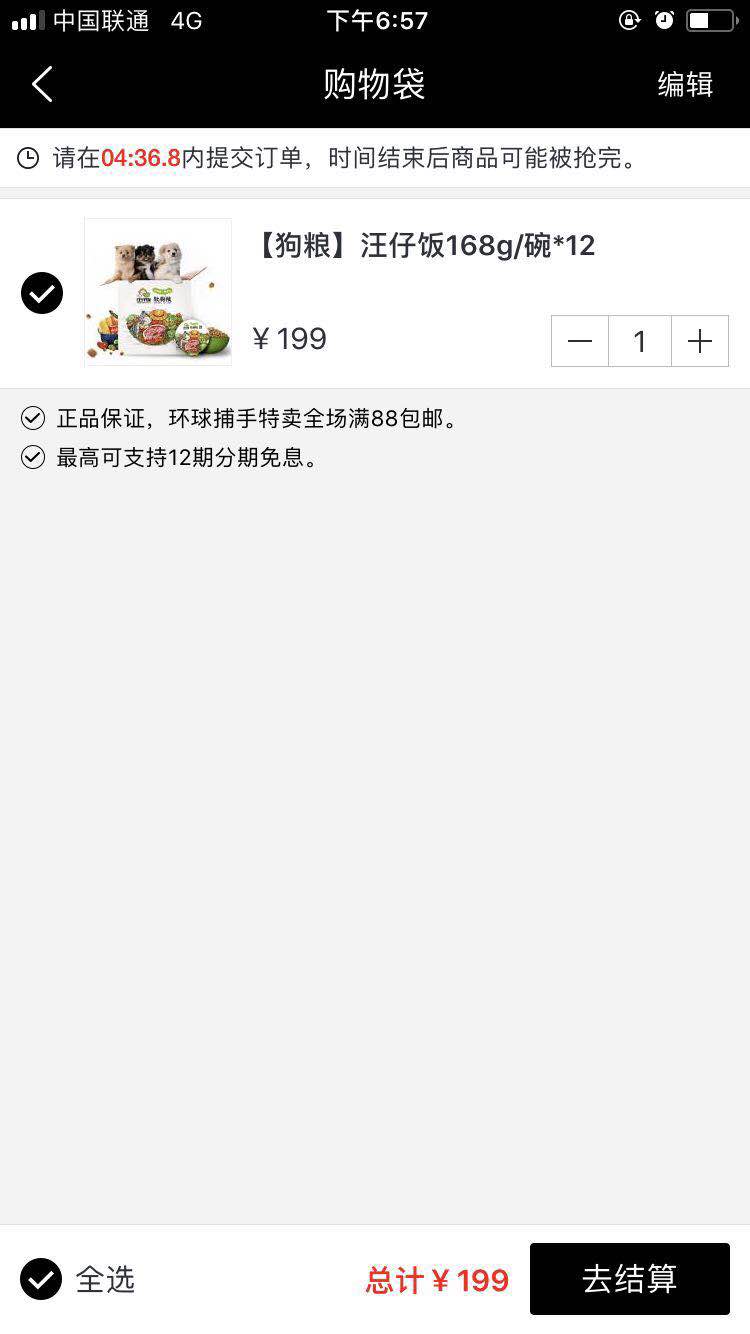 中国联通 4G 下午6:57
购物袋 编辑
请在04:36.8内提交订单，时间结束后商品可能被抢完。
【狗粮】汪仔饭168g/碗*12
¥199
1
正品保证，环球捕手特卖全场满88包邮。
最高可支持12期分期免息。
全选 总计¥199 去结算